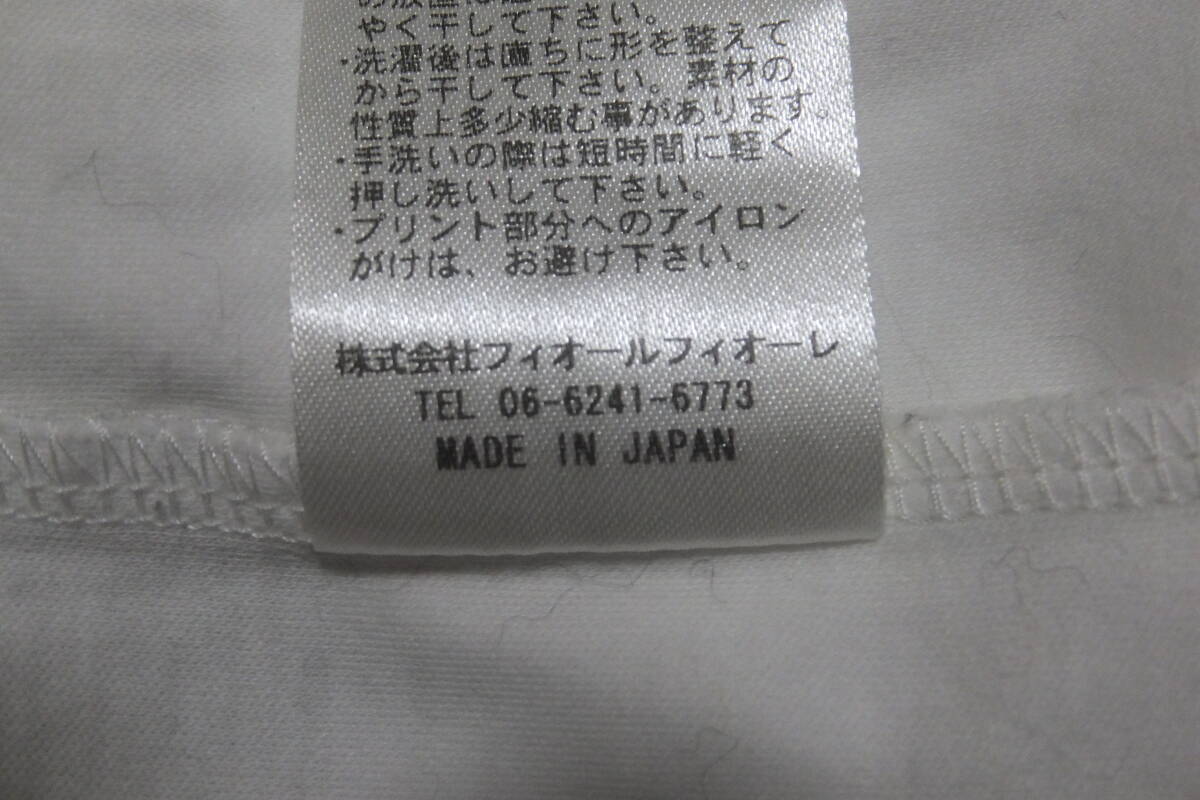 やく干して下さい。
・洗濯後は直ちに形を整えて
から干して下さい。素材の
性質上多少縮む事があります。
・手洗いの際は短時間に軽く
押し洗いして下さい。
・プリント部分へのアイロン
がけは、お避け下さい。
株式会社フィオールフィオーレ
TEL 06-6241-6773
MADE IN JAPAN